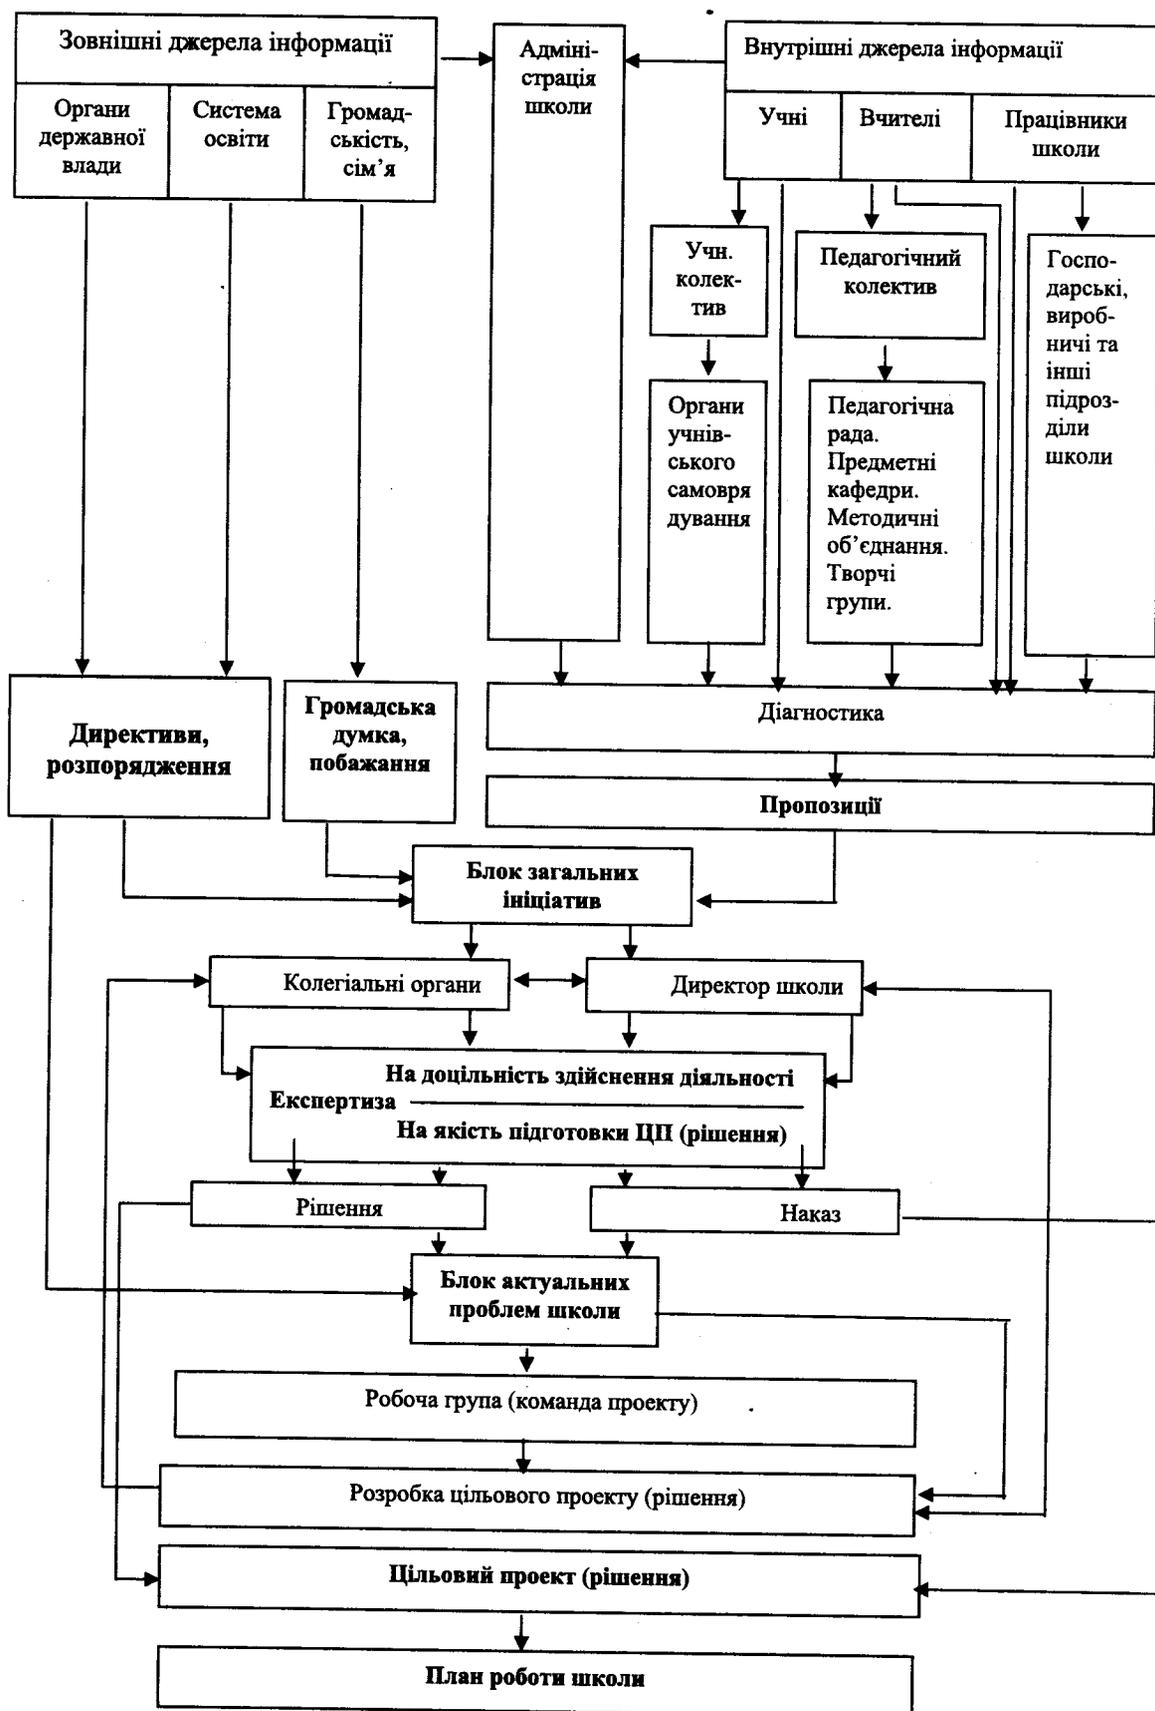 Зовнішні джерела інформації
Органи
державної
влади
Система
освіти
Громад-
ськість,
сім’я
Адміні-
страція
школи
Внутрішні джерела інформації
Учні
Вчителі
Працівники
школи
Учн.
колек-
тив
Педагогічний
колектив
Госпо-
дарські,
вироб-
ничі та
інші
підроз-
діли
школи
Органи
учнів-
ського
самовря
дування
Педагогічна
рада.
Предметні
кафедри.
Методичні
об’єднання.
Творчі
групи.
Директиви,
розпорядження
Громадська
думка,
побажання
Діагностика
Пропозиції
Блок загальних
ініціатив
Колегіальні органи
Директор школи
На доцільність здійснення діяльності
Експертиза
На якість підготовки ЦП (рішення)
Рішення
Наказ
Блок актуальних
проблем школи
Робоча група (команда проекту)
Розробка цільового проекту (рішення)
Цільовий проект (рішення)
План роботи школи